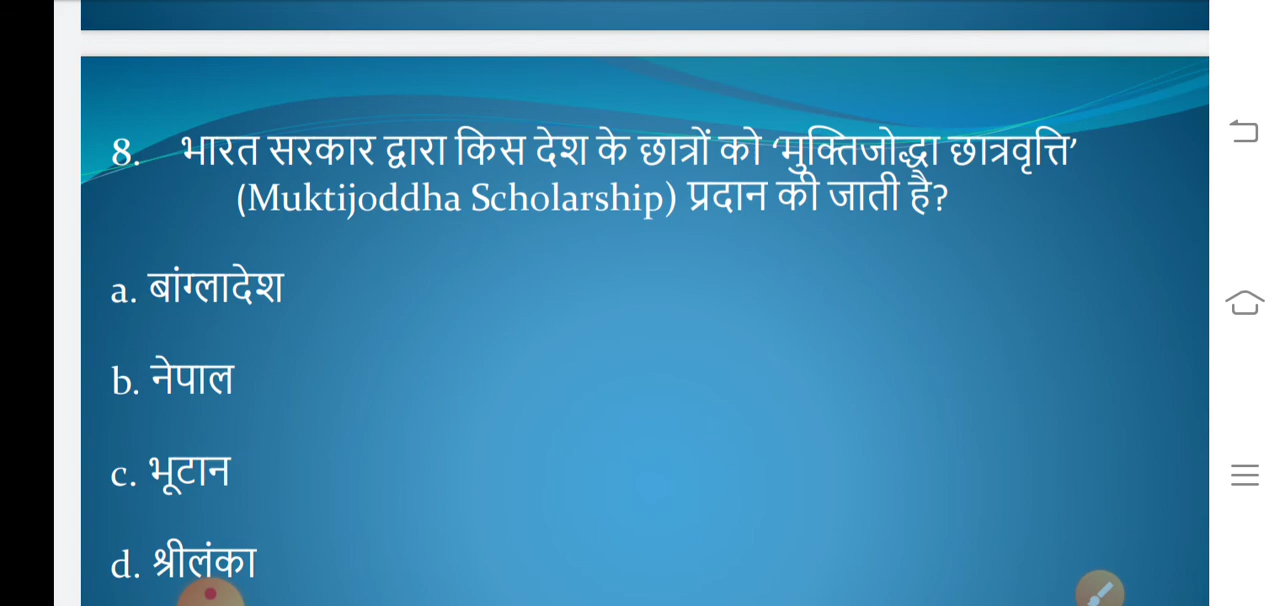 8. भारत सरकार द्वारा किस देश के छात्रों को ‘मुक्तिजोद्धा छात्रवृत्ति’
(Muktijoddha Scholarship) प्रदान की जाती है?
a. बांग्लादेश
b. नेपाल
c. भूटान
d. श्रीलंका